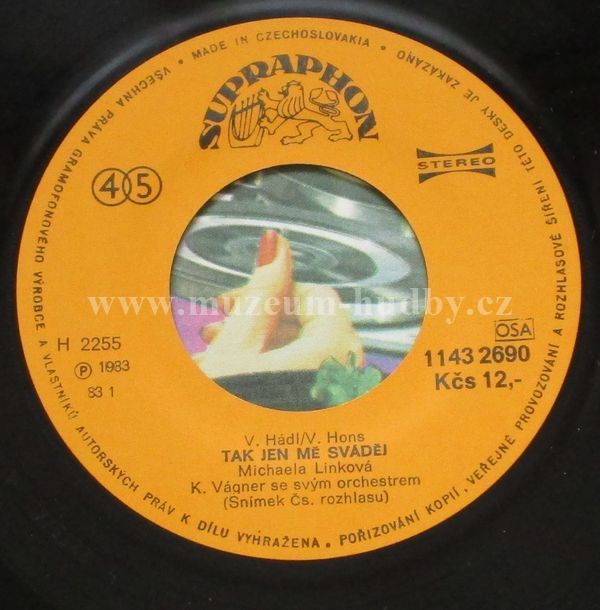 VŠECHNA PRÁVA GRAMOFONOVÉHO VÝROBCE A VLASTNÍKŮ AUTORSKÝCH PRÁV K DÍLU VYHRAŽENA • POŘIZOVÁNÍ KOPIÍ, VEŘEJNÉ PROVOZOVÁNÍ A ROZHLASOVÉ ŠÍŘENÍ TÉTO DESKY JE ZAKÁZÁNO • MADE IN CZECHOSLOVAKIA •
SUPRAPHON
45
STEREO
www.muzeum-hudby.cz
H 2255
Ⓟ 1983
83 1
OSA
1143 2690
Kčs 12,-
V. Hádl/V. Hons
TAK JEN MĚ SVÁDĚJ
Michaela Linková
K. Vágner se svým orchestrem
(Snímek Čs. rozhlasu)